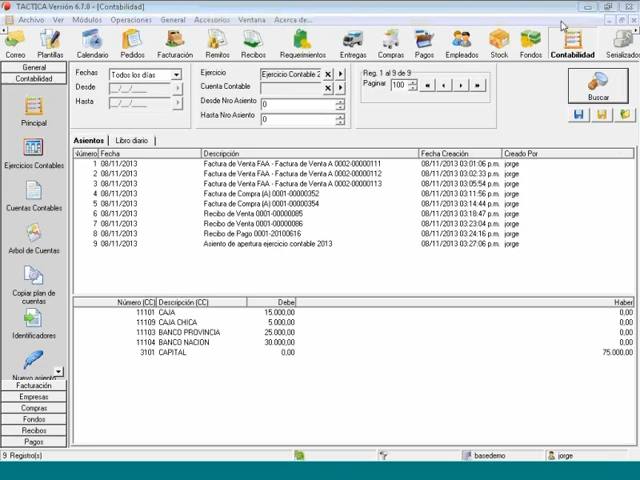 TACTICA Versión 6.7.0 - [Contabilidad]
Archivo Ver Módulos Operaciones General Accesorios Ventana Acerca de...
Correo Plantillas Calendario Pedidos Facturación Remitos Recibos Requerimientos Entregas Compras Pagos Empleados Stock Fondos Contabilidad Serializados
General
Contabilidad
Principal
Ejercicios Contables
Cuentas Contables
Arbol de Cuentas
Copiar plan de cuentas
Identificadores
Nuevo asiento
Facturación
Empresas
Compras
Fondos
Recibos
Pagos
Fechas Todos los días
Desde __/__/____
Hasta __/__/____
Ejercicio Ejercicio Contable 2
Cuenta Contable
Desde Nro Asiento 0
Hasta Nro Asiento 0
Reg. 1 al 9 de 9
Paginar 100
Buscar
Asientos Libro diario
Número Fecha Descripción Fecha Creación Creado Por
1 08/11/2013 Factura de Venta FAA - Factura de Venta A 0002-00000111 08/11/2013 03:01:06 p.m. jorge
2 08/11/2013 Factura de Venta FAA - Factura de Venta A 0002-00000112 08/11/2013 03:02:33 p.m. jorge
3 08/11/2013 Factura de Venta FAA - Factura de Venta A 0002-00000113 08/11/2013 03:05:54 p.m. jorge
4 08/11/2013 Factura de Compra (A) 0001-00000352 08/11/2013 03:11:56 p.m. jorge
5 08/11/2013 Factura de Compra (A) 0001-00000354 08/11/2013 03:14:44 p.m. jorge
6 08/11/2013 Recibo de Venta 0001-00000085 08/11/2013 03:18:47 p.m. jorge
7 08/11/2013 Recibo de Venta 0001-00000086 08/11/2013 03:23:04 p.m. jorge
8 08/11/2013 Recibo de Pago 0001-20100616 08/11/2013 03:24:16 p.m. jorge
9 08/11/2013 Asiento de apertura ejercicio contable 2013 08/11/2013 03:27:06 p.m. jorge
Número (CC) Descripción (CC) Debe Haber
11101 CAJA 15.000,00 0,00
11109 CAJA CHICA 5.000,00 0,00
11103 BANCO PROVINCIA 25.000,00 0,00
11104 BANCO NACION 30.000,00 0,00
3101 CAPITAL 0,00 75.000,00
9 Registro(s) basedemo jorge